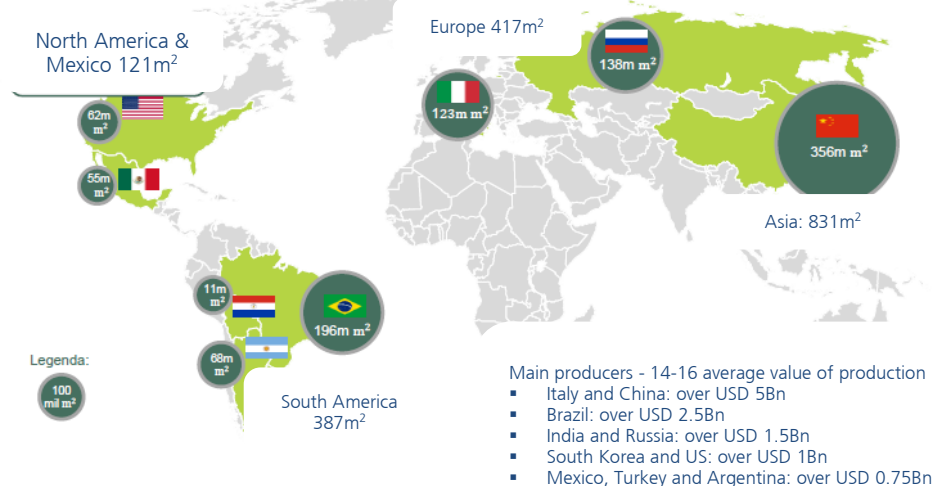 North America &
Mexico 121m²
Europe 417m²
138m m²
123m m²
62m
m²
356m m²
55m
m²
Asia: 831m²
11m
m²
196m m²
68m
m²
Legenda:
100
mil m²
South America
387m²
Main producers - 14-16 average value of production
▪ Italy and China: over USD 5Bn
▪ Brazil: over USD 2.5Bn
▪ India and Russia: over USD 1.5Bn
▪ South Korea and US: over USD 1Bn
▪ Mexico, Turkey and Argentina: over USD 0.75Bn